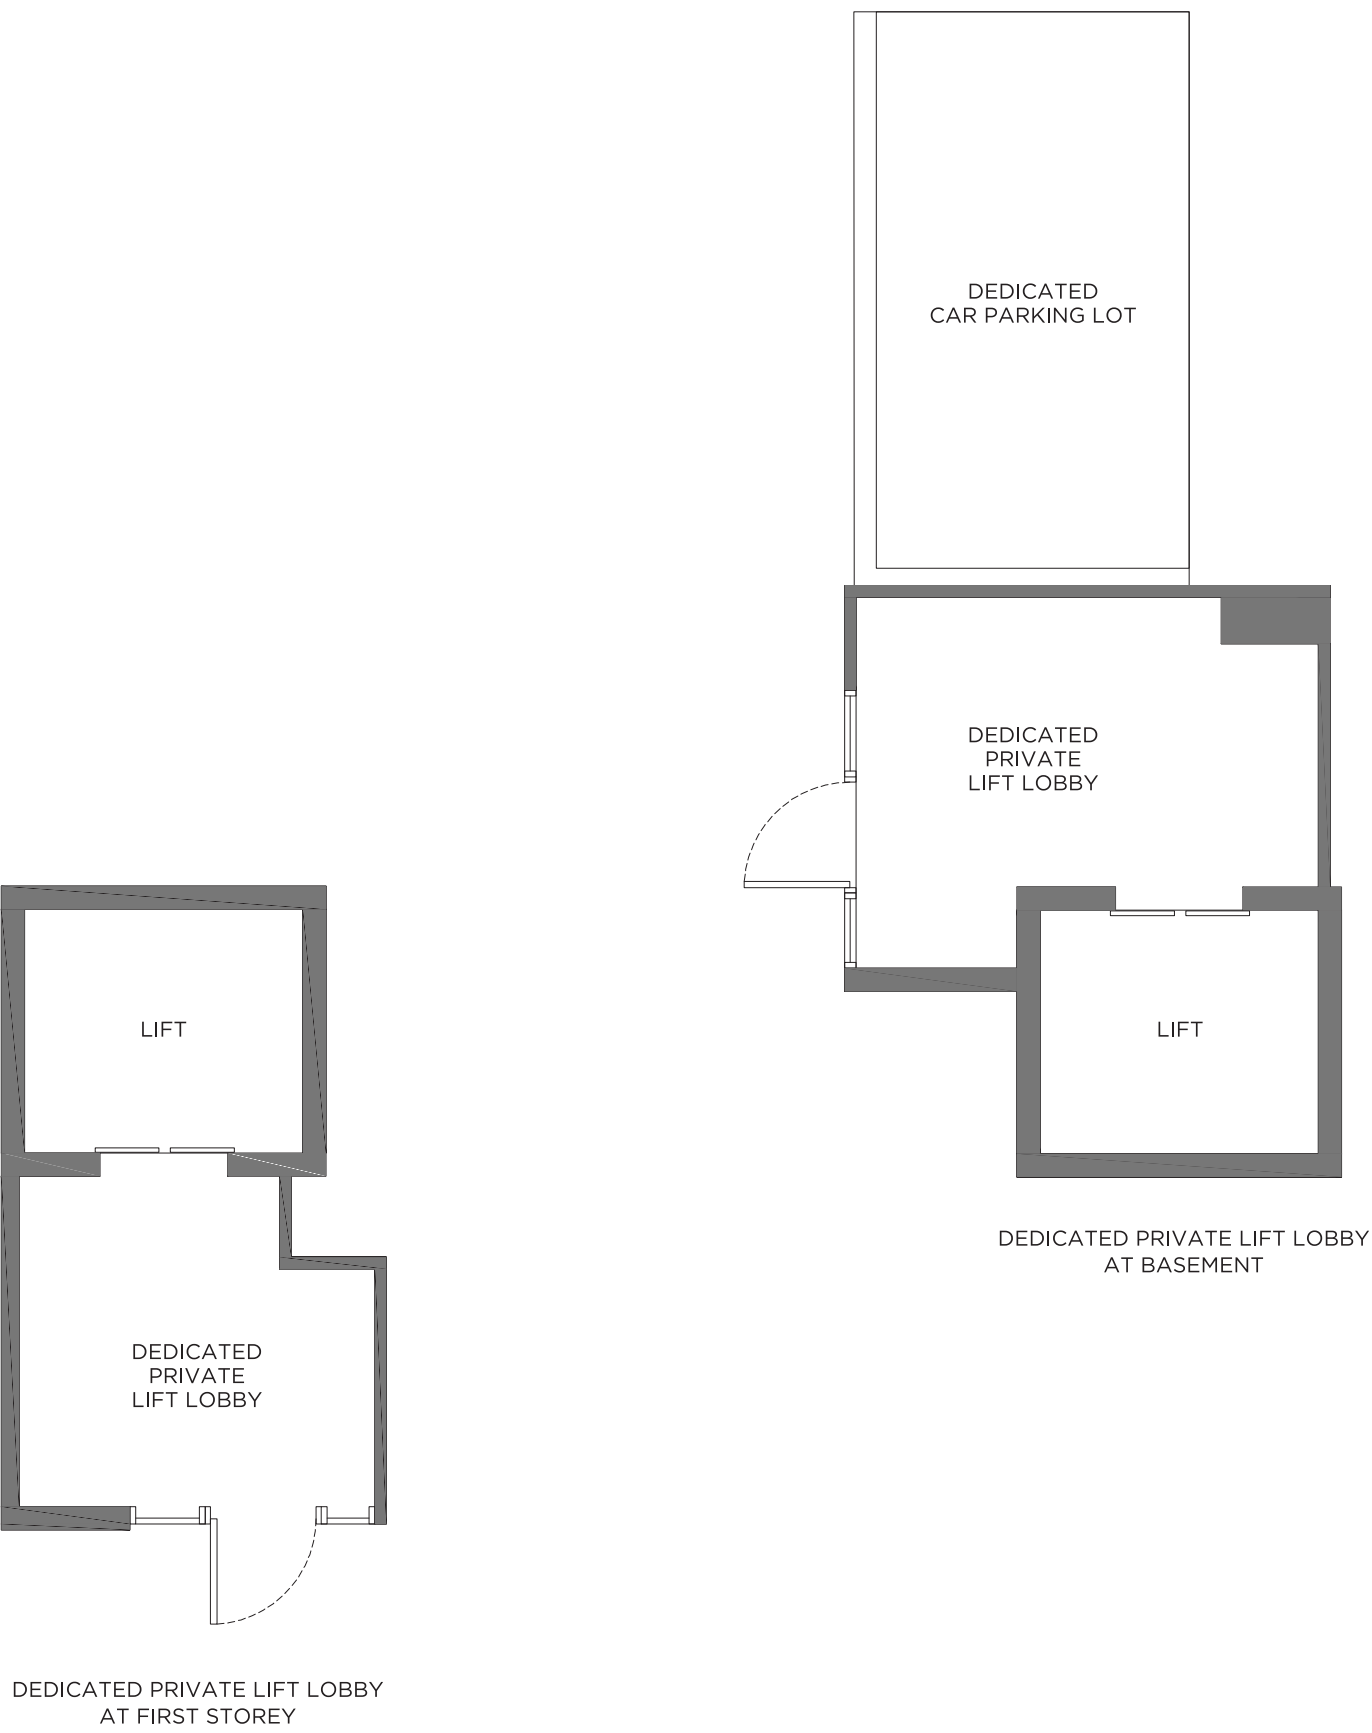 DEDICATED
CAR PARKING LOT
DEDICATED
PRIVATE
LIFT LOBBY
LIFT
DEDICATED PRIVATE LIFT LOBBY
AT BASEMENT
LIFT
DEDICATED
PRIVATE
LIFT LOBBY
DEDICATED PRIVATE LIFT LOBBY
AT FIRST STOREY